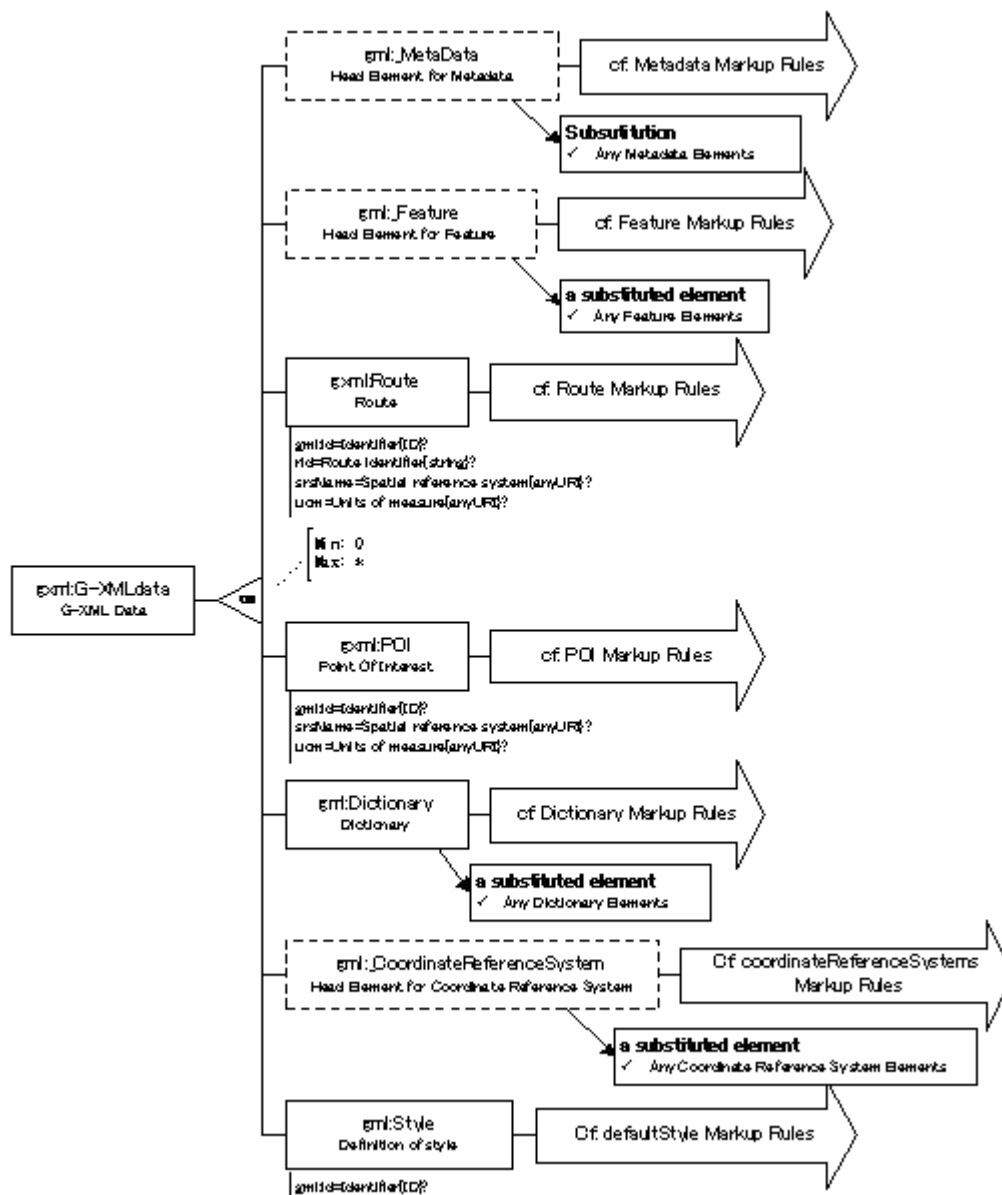 gml:_MetaData
Head Element for Metadata
cf. Metadata Markup Rules
Subsutitution
✓ Any Metadata Elements
gml:_Feature
Head Element for Feature
cf. Feature Markup Rules
a substituted element
✓ Any Feature Elements
gxml:Route
Route
cf. Route Markup Rules
gml:id=Identifier{ID}?
rid=Route Identifier{string}?
srsName=Spatial reference system{anyURI}?
uom=Units of measure{anyURI}?
Min: 0
Max: *
gxml:G-XMLdata
G-XML Data
OR
gxml:POI
Point Of Interest
cf. POI Markup Rules
gml:id=Identifier{ID}?
srsName=Spatial reference system{anyURI}?
uom=Units of measure{anyURI}?
gml:Dictionary
Dictionary
cf. Dictionary Markup Rules
a substituted element
✓ Any Dictionary Elements
gml:_CoordinateReferenceSystem
Head Element for Coordinate Reference System
Cf. coordinateReferenceSystems
Markup Rules
a substituted element
✓ Any Coordinate Reference System Elements
gml:Style
Definition of style
Cf. defaultStyle Markup Rules
gml:id=Identifier{ID}?